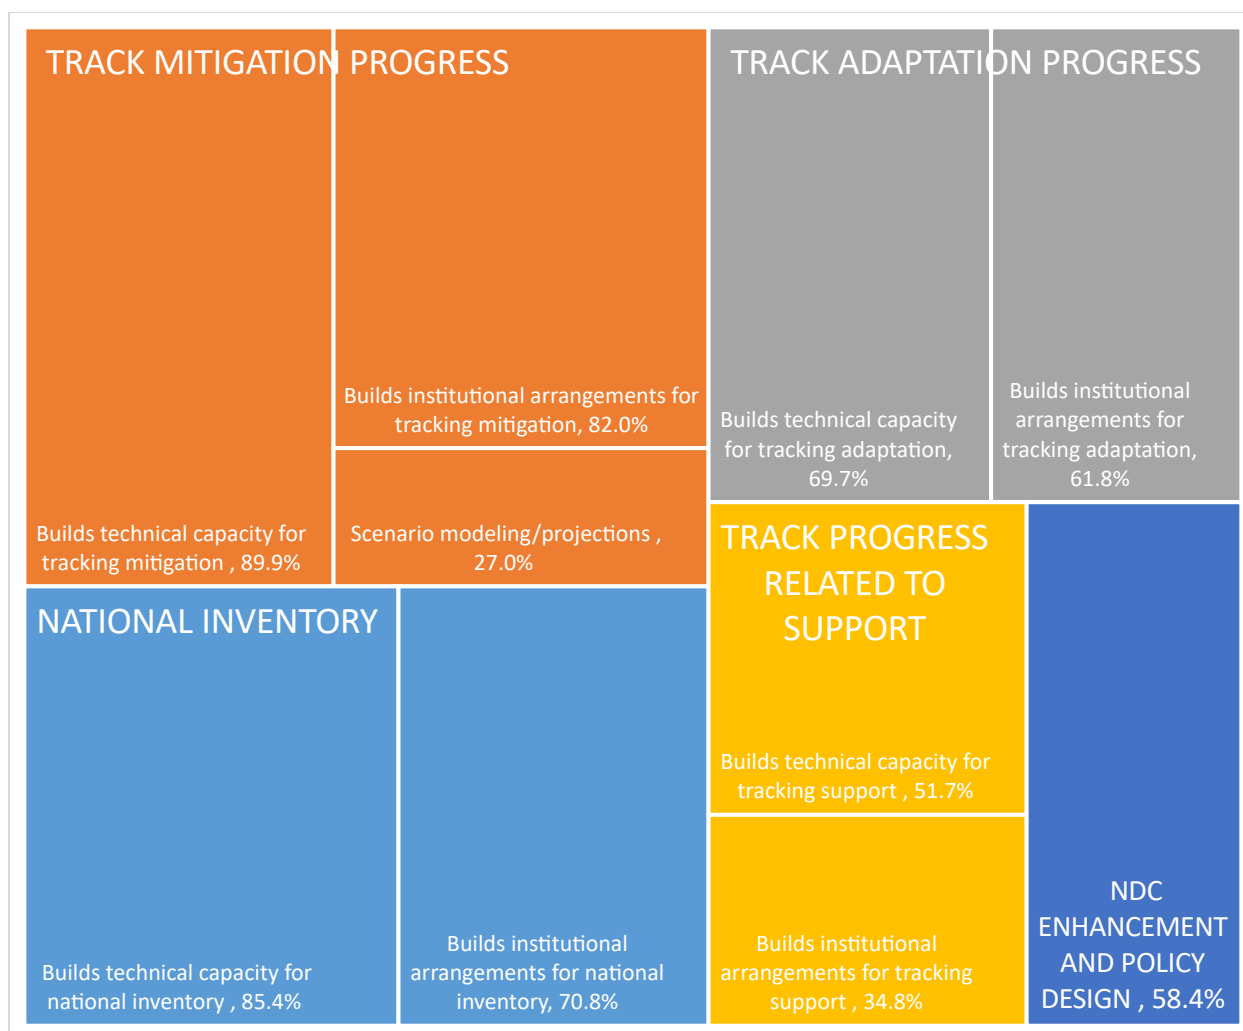 TRACK MITIGATION PROGRESS
Builds technical capacity for
tracking mitigation , 89.9%
Builds institutional arrangements for
tracking mitigation, 82.0%
Scenario modeling/projections ,
27.0%
TRACK ADAPTATION PROGRESS
Builds technical capacity
for tracking adaptation,
69.7%
Builds institutional
arrangements for
tracking adaptation,
61.8%
NATIONAL INVENTORY
Builds technical capacity for
national inventory , 85.4%
Builds institutional
arrangements for national
inventory, 70.8%
TRACK PROGRESS
RELATED TO
SUPPORT
Builds technical capacity for
tracking support , 51.7%
Builds institutional
arrangements for tracking
support , 34.8%
NDC
ENHANCEMENT
AND POLICY
DESIGN , 58.4%